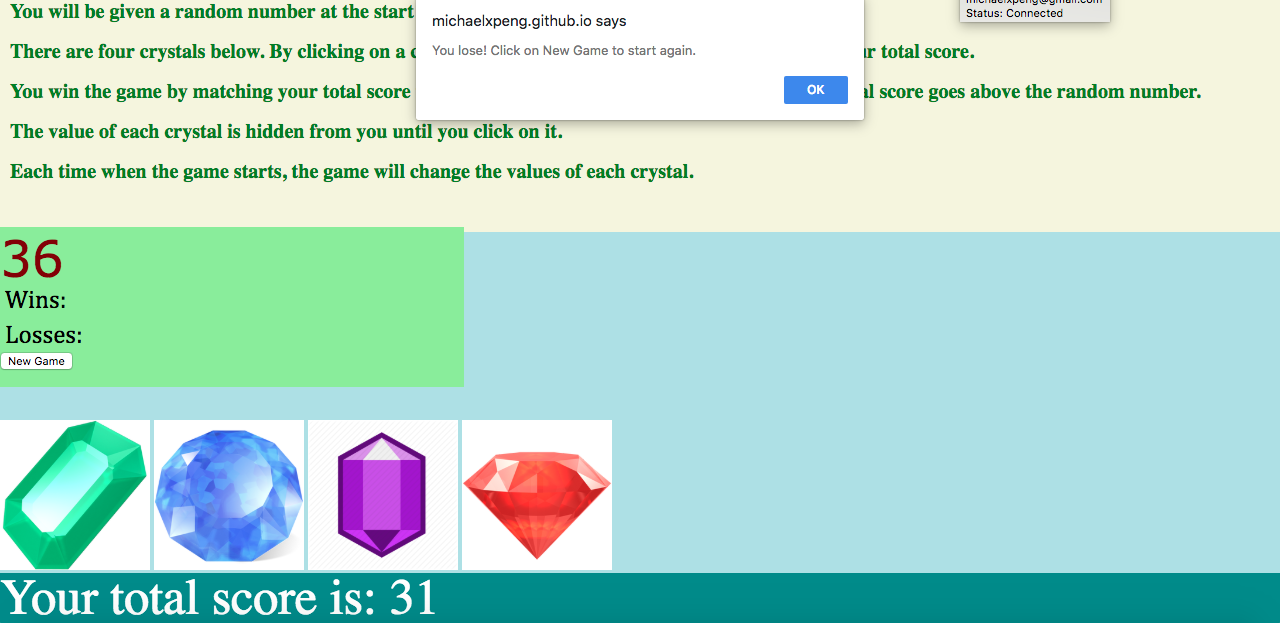 You will be given a random number at the start
michaelxpeng.github.io says
michaelxpeng@gmail.com
Status: Connected
You lose! Click on New Game to start again.
There are four crystals below. By clicking on a c
r total score.
OK
You win the game by matching your total score
al score goes above the random number.
The value of each crystal is hidden from you until you click on it.
Each time when the game starts, the game will change the values of each crystal.
36
Wins:
Losses:
New Game
Your total score is: 31